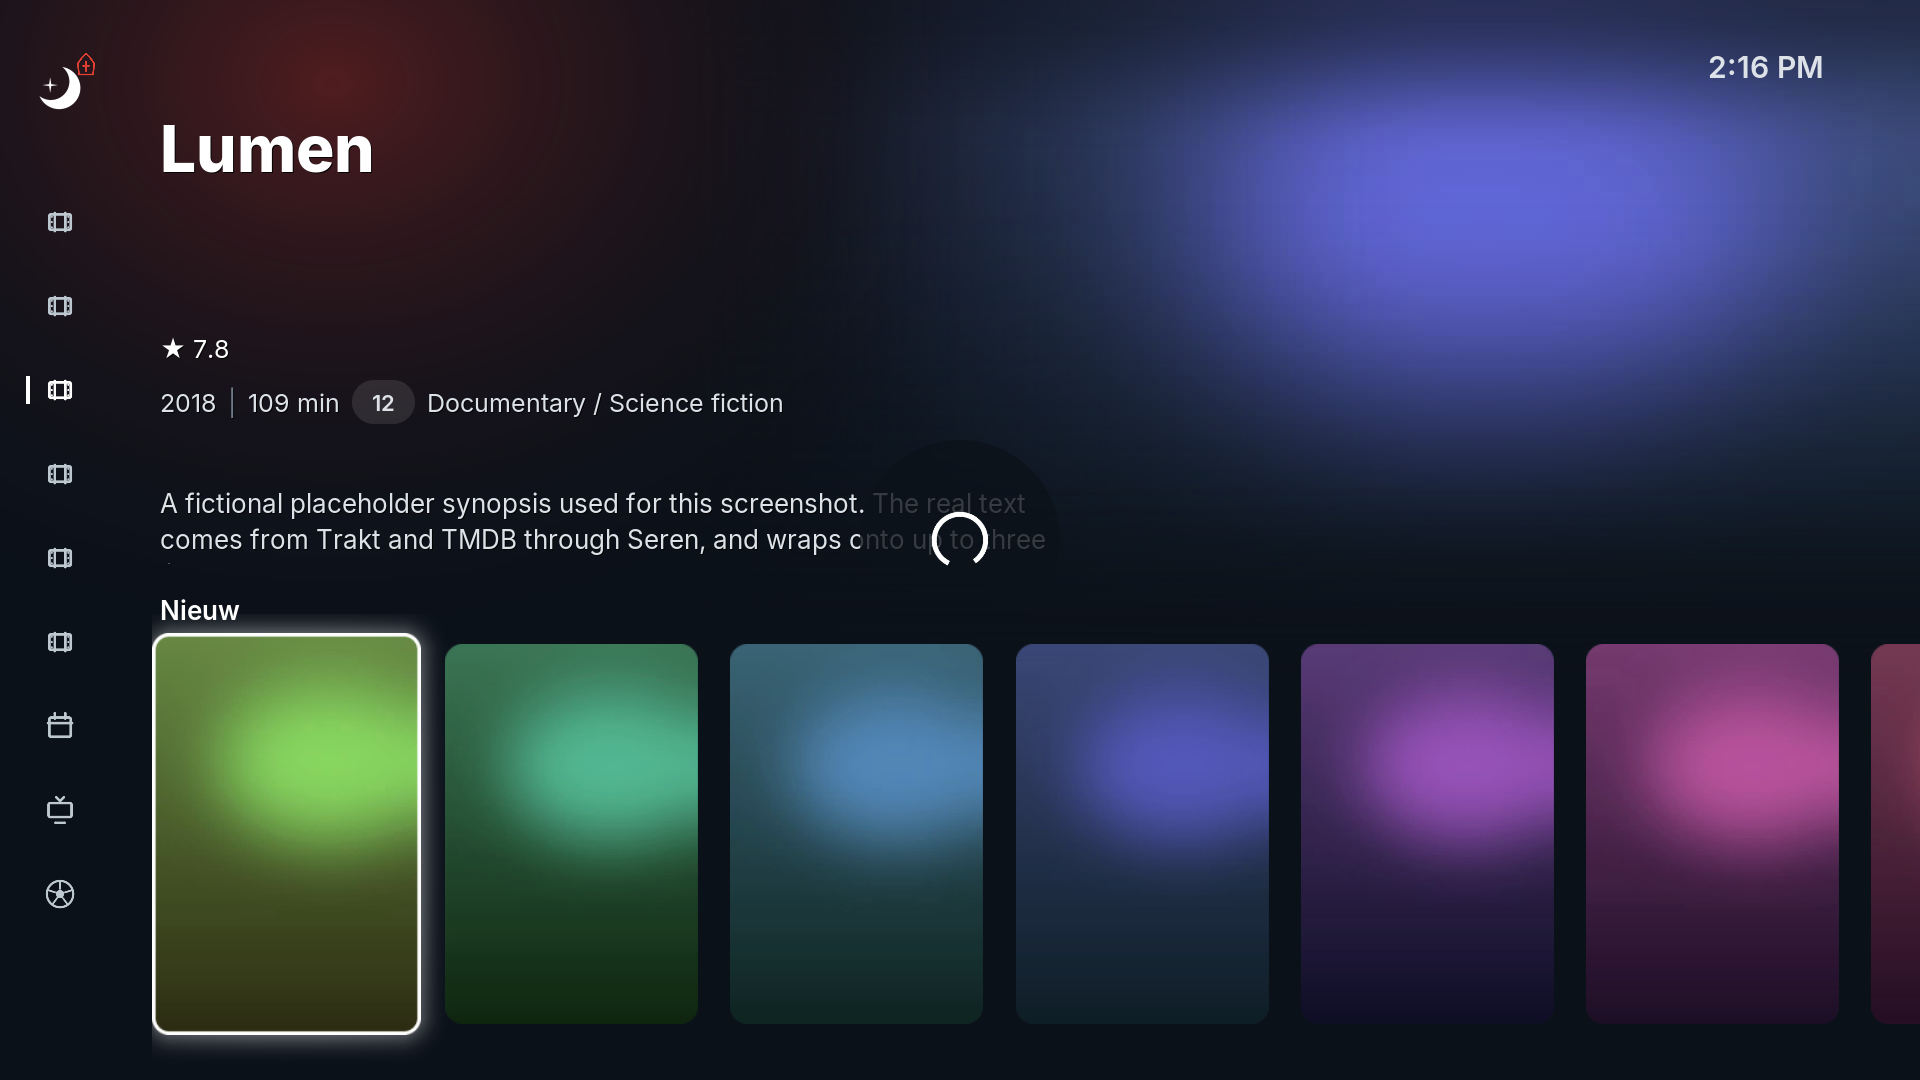 2:16 PM
Lumen
★ 7.8
2018 | 109 min 12 Documentary / Science fiction
A fictional placeholder synopsis used for this screenshot. The real text
comes from Trakt and TMDB through Seren, and wraps onto up to three
Nieuw